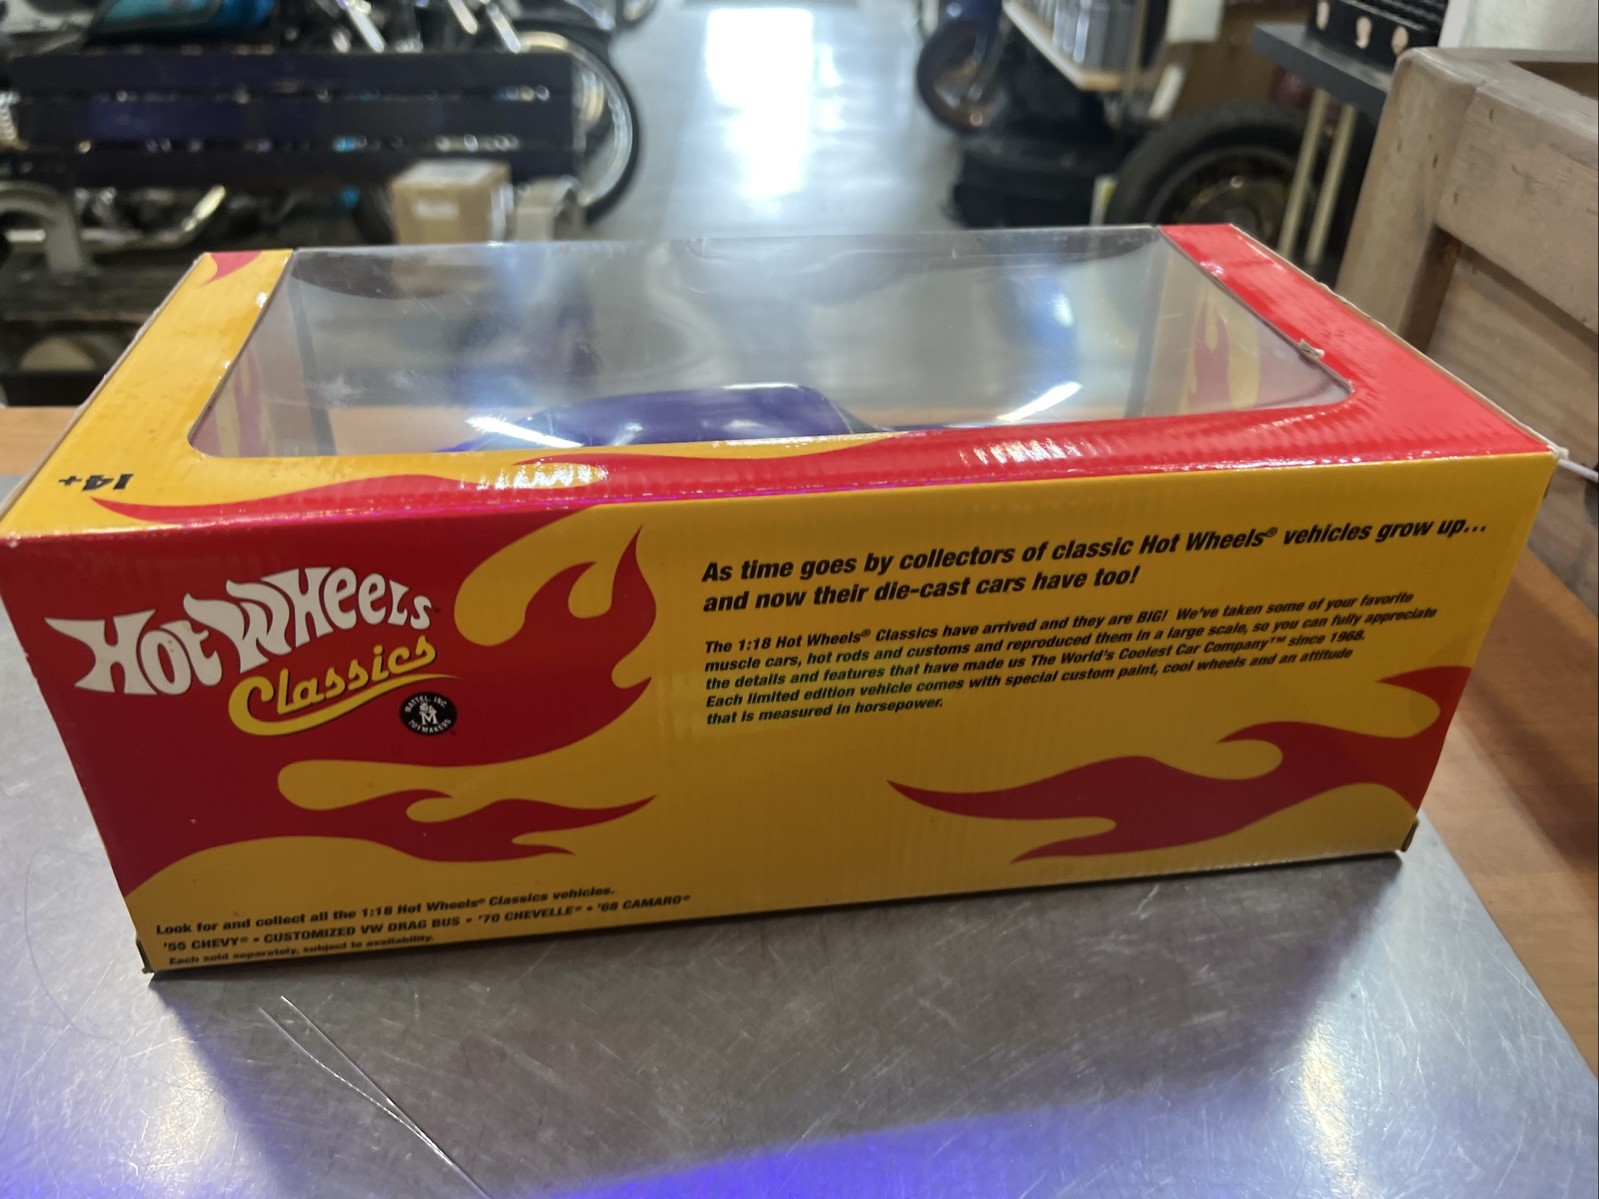 14+
HOT WHEELS
Classics
MATTEL, INC.
M
TOYMAKERS
As time goes by collectors of classic Hot Wheels® vehicles grow up...
and now their die-cast cars have too!
The 1:18 Hot Wheels® Classics have arrived and they are BIG! We've taken some of your favorite
muscle cars, hot rods and customs and reproduced them in a large scale, so you can fully appreciate
the details and features that have made us The World's Coolest Car Company™ since 1968.
Each limited edition vehicle comes with special custom paint, cool wheels and an attitude
that is measured in horsepower.
Look for and collect all the 1:18 Hot Wheels® Classics vehicles.
'55 CHEVY® • CUSTOMIZED VW DRAG BUS • '70 CHEVELLE® • '68 CAMARO®
Each sold separately, subject to availability.